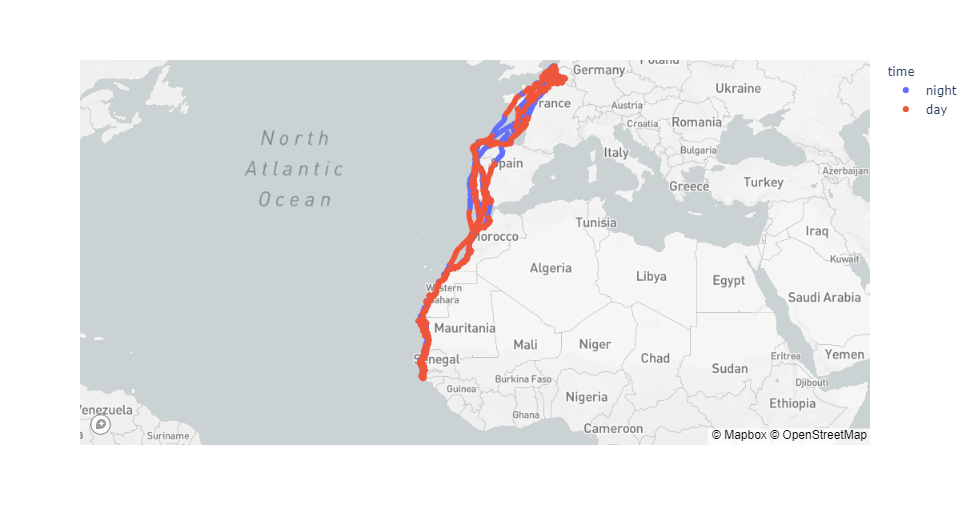 time
night
day
Poland
Germany
Ukraine
France
Austria
Croatia
Romania
North
Atlantic
Ocean
Italy
Bulgaria
Spain
Greece
Turkey
Azerbaijan
Tunisia
Morocco
Iraq
Kuwait
Algeria
Libya
Egypt
Western
Sahara
Saudi Arabia
Mauritania
Mali
Niger
Chad
Senegal
Sudan
Eritrea
Yemen
Guinea
Burkina Faso
Djibouti
Nigeria
Ethiopia
Venezuela
Ghana
Suriname
Cameroon
© Mapbox © OpenStreetMap